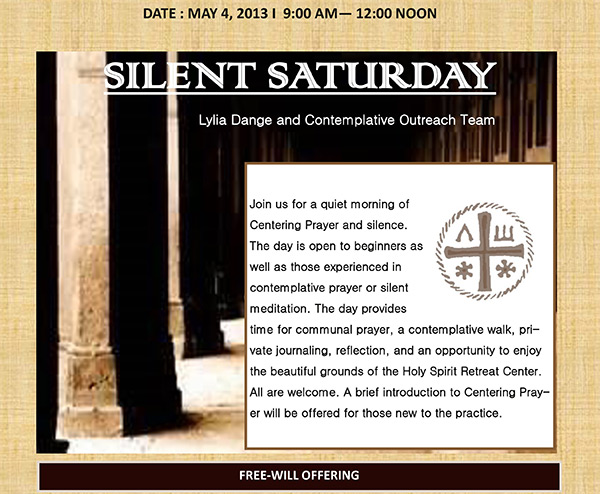 DATE : MAY 4, 2013 I 9:00 AM— 12:00 NOON
SILENT SATURDAY
Lylia Dange and Contemplative Outreach Team
Join us for a quiet morning of
Centering Prayer and silence.
The day is open to beginners as
well as those experienced in
contemplative prayer or silent
meditation. The day provides
time for communal prayer, a contemplative walk, pri-
vate journaling, reflection, and an opportunity to enjoy
the beautiful grounds of the Holy Spirit Retreat Center.
All are welcome. A brief introduction to Centering Pray-
er will be offered for those new to the practice.
FREE-WILL OFFERING